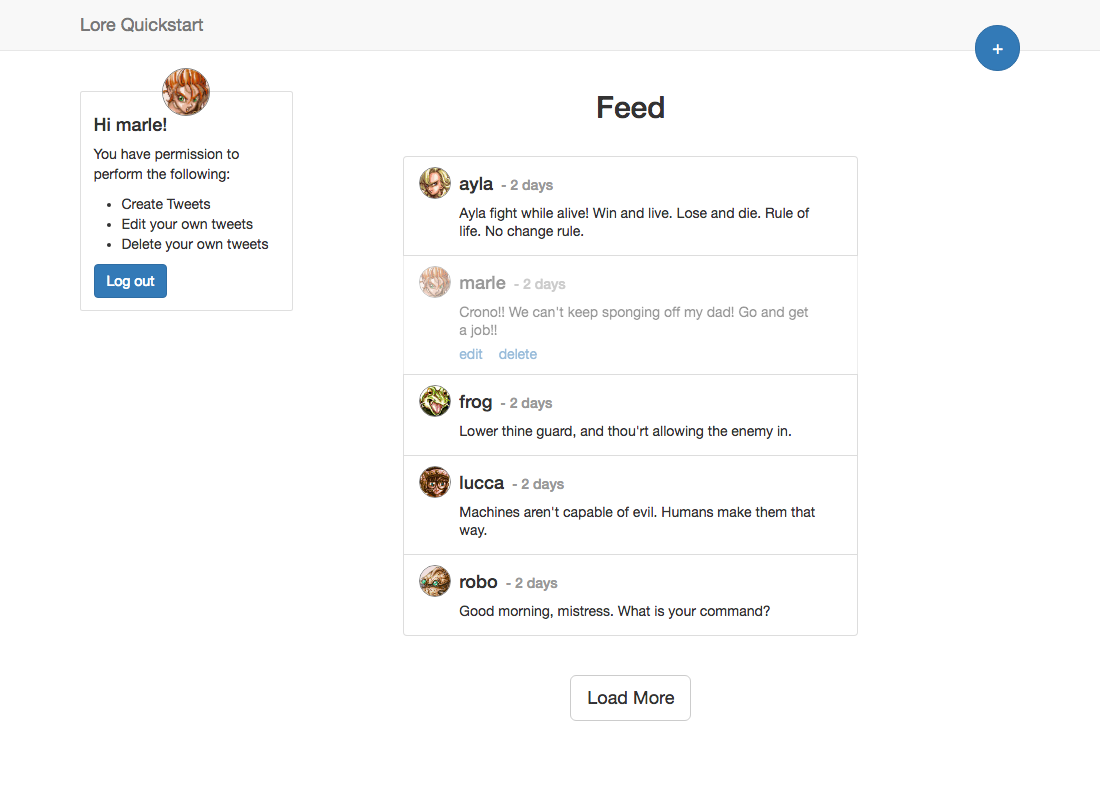 Lore Quickstart
+
Hi marle!
You have permission to
perform the following:
• Create Tweets
• Edit your own tweets
• Delete your own tweets
Log out
Feed
ayla - 2 days
Ayla fight while alive! Win and live. Lose and die. Rule of
life. No change rule.
marle - 2 days
Crono!! We can't keep sponging off my dad! Go and get
a job!!
edit delete
frog - 2 days
Lower thine guard, and thou'rt allowing the enemy in.
lucca - 2 days
Machines aren't capable of evil. Humans make them that
way.
robo - 2 days
Good morning, mistress. What is your command?
Load More